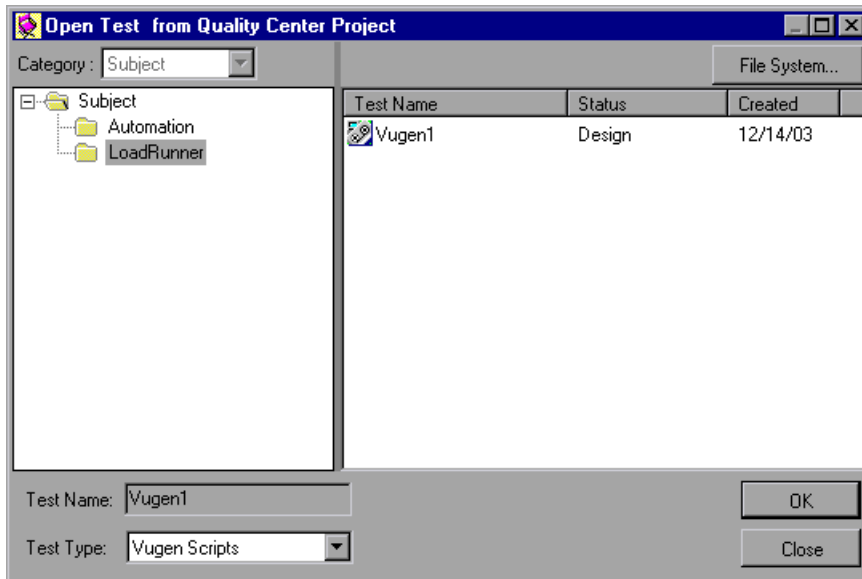 Open Test from Quality Center Project
Category : Subject
File System...
Subject
Automation
LoadRunner
Test Name Status Created
Vugen1 Design 12/14/03
Test Name: Vugen1
OK
Test Type: Vugen Scripts
Close